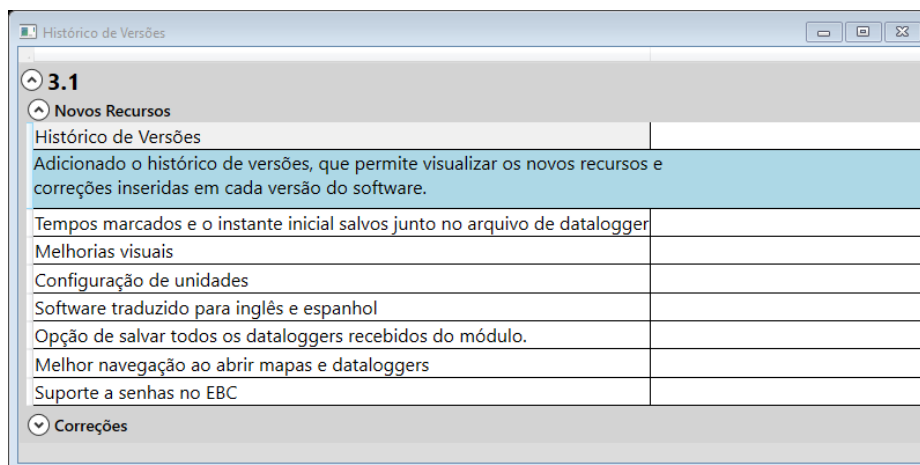 Histórico de Versões
3.1
Novos Recursos
Histórico de Versões
Adicionado o histórico de versões, que permite visualizar os novos recursos e
correções inseridas em cada versão do software.
Tempos marcados e o instante inicial salvos junto no arquivo de datalogger
Melhorias visuais
Configuração de unidades
Software traduzido para inglês e espanhol
Opção de salvar todos os dataloggers recebidos do módulo.
Melhor navegação ao abrir mapas e dataloggers
Suporte a senhas no EBC
Correções